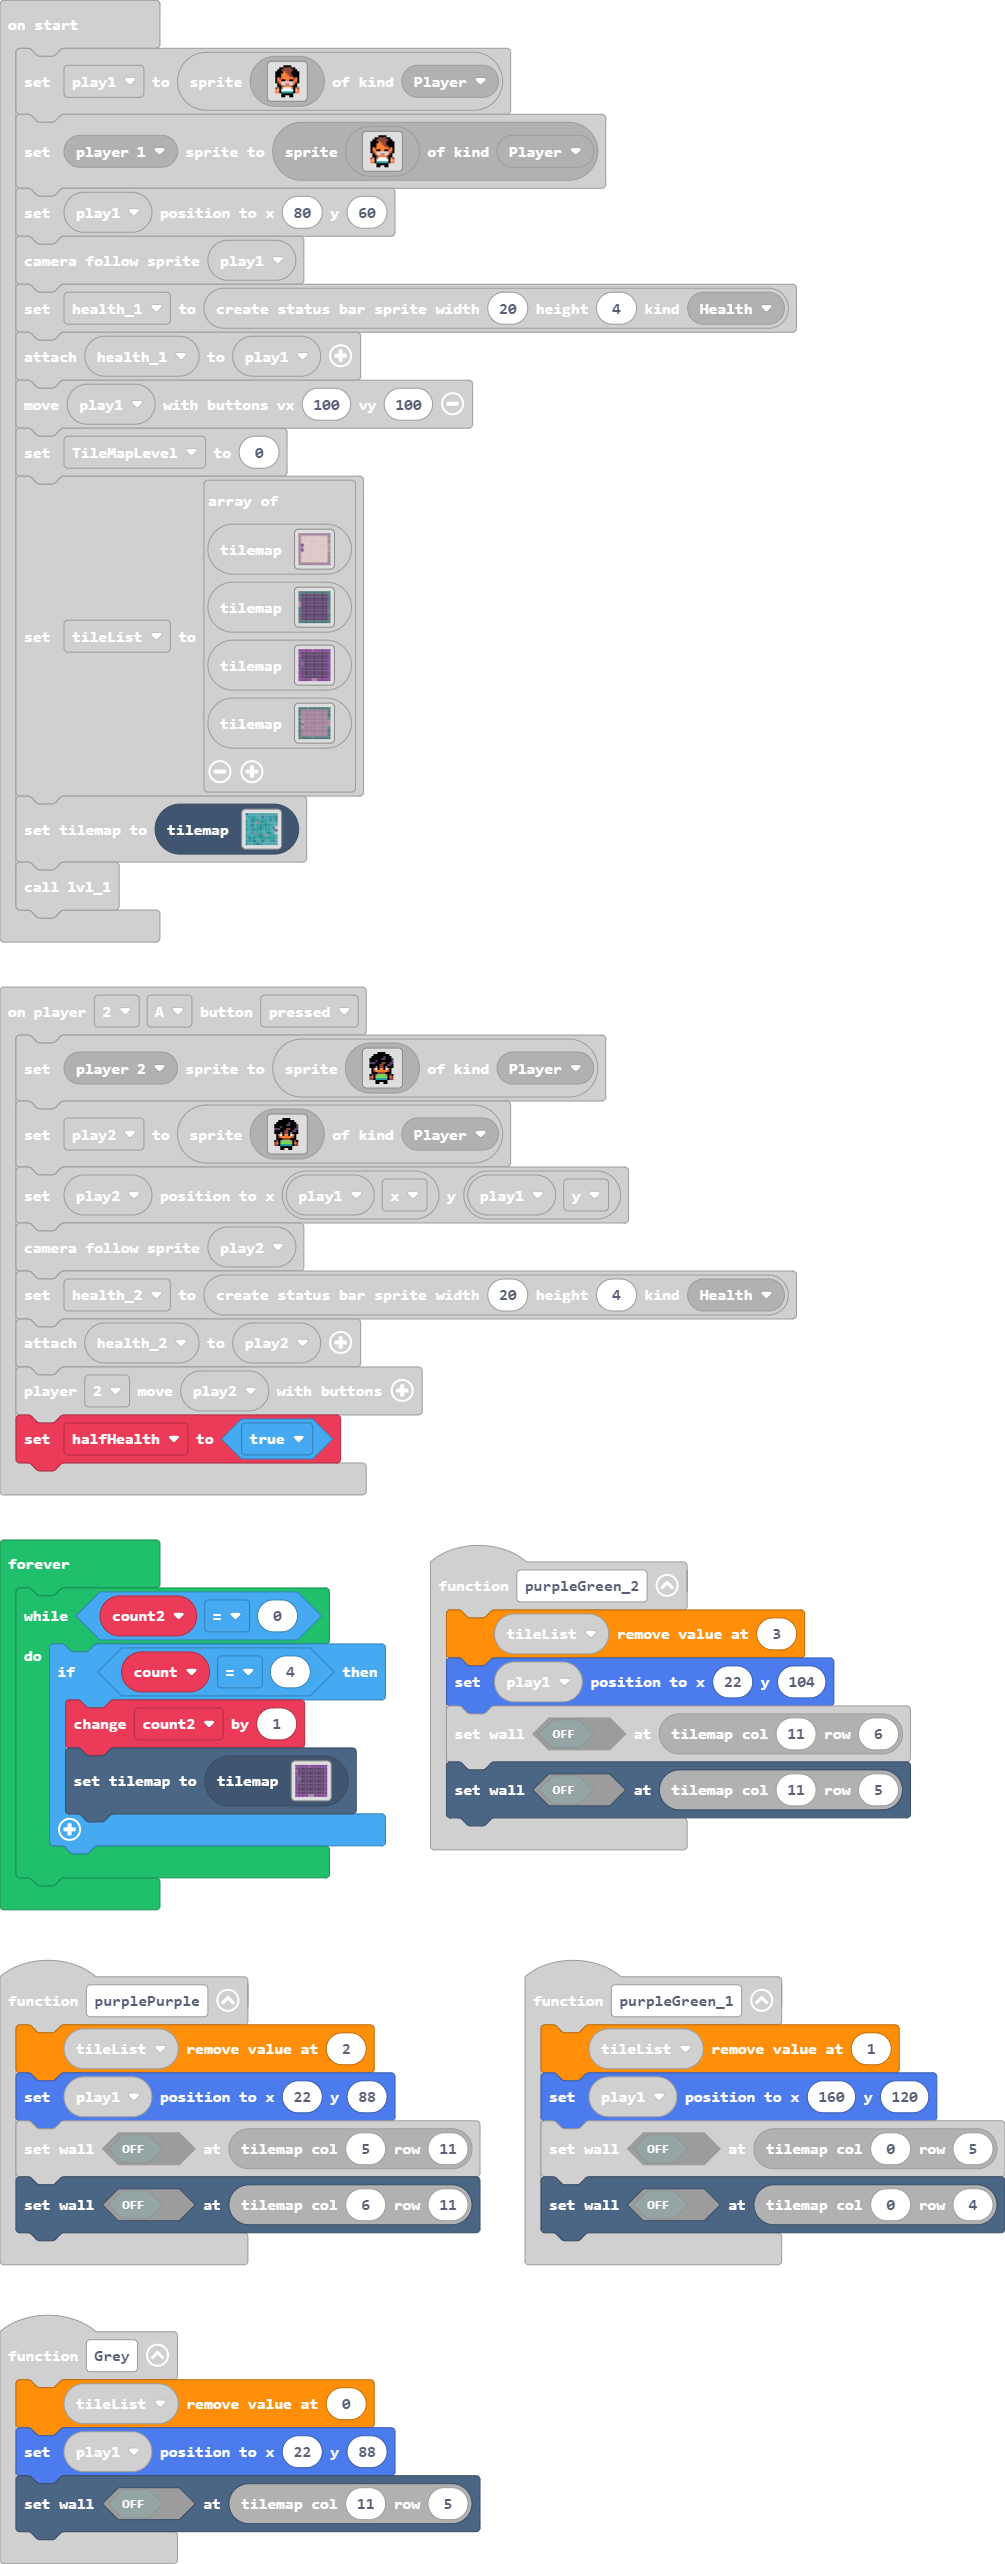 on start
set play1 to sprite of kind Player
set player 1 sprite to sprite of kind Player
set play1 position to x 80 y 60
camera follow sprite play1
set health_1 to create status bar sprite width 20 height 4 kind Health
attach health_1 to play1
move play1 with buttons vx 100 vy 100
set TileMapLevel to 0
array of
tilemap
tilemap
set tileList to
tilemap
tilemap
set tilemap to tilemap
call lvl_1
on player 2 A button pressed
set player 2 sprite to sprite of kind Player
set play2 to sprite of kind Player
set play2 position to x play1 x y play1 y
camera follow sprite play2
set health_2 to create status bar sprite width 20 height 4 kind Health
attach health_2 to play2
player 2 move play2 with buttons
set halfHealth to true
forever
while count2 = 0
do
if count = 4 then
change count2 by 1
set tilemap to tilemap
function purpleGreen_2
tileList remove value at 3
set play1 position to x 22 y 104
set wall OFF at tilemap col 11 row 6
set wall OFF at tilemap col 11 row 5
function purplePurple
tileList remove value at 2
set play1 position to x 22 y 88
set wall OFF at tilemap col 5 row 11
set wall OFF at tilemap col 6 row 11
function purpleGreen_1
tileList remove value at 1
set play1 position to x 160 y 120
set wall OFF at tilemap col 0 row 5
set wall OFF at tilemap col 0 row 4
function Grey
tileList remove value at 0
set play1 position to x 22 y 88
set wall OFF at tilemap col 11 row 5